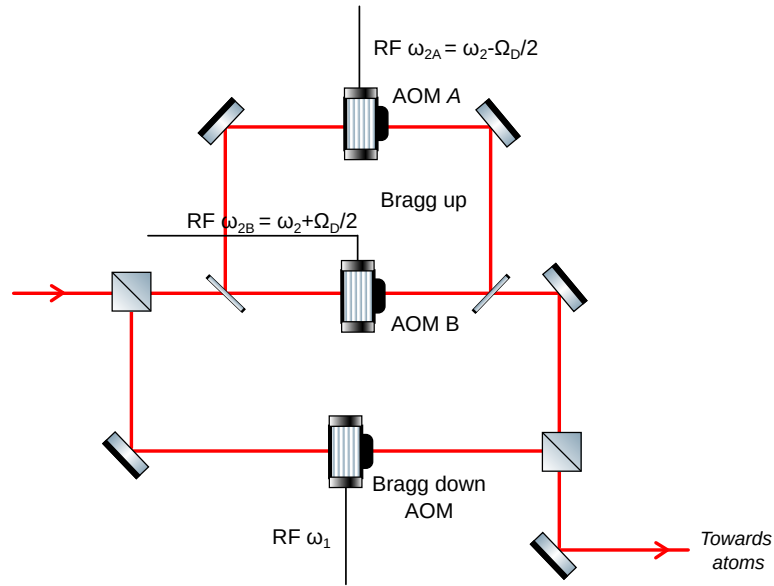 RF ω2A = ω2-ΩD/2
AOM A
Bragg up
RF ω2B = ω2+ΩD/2
AOM B
Bragg down
AOM
RF ω1
Towards
atoms